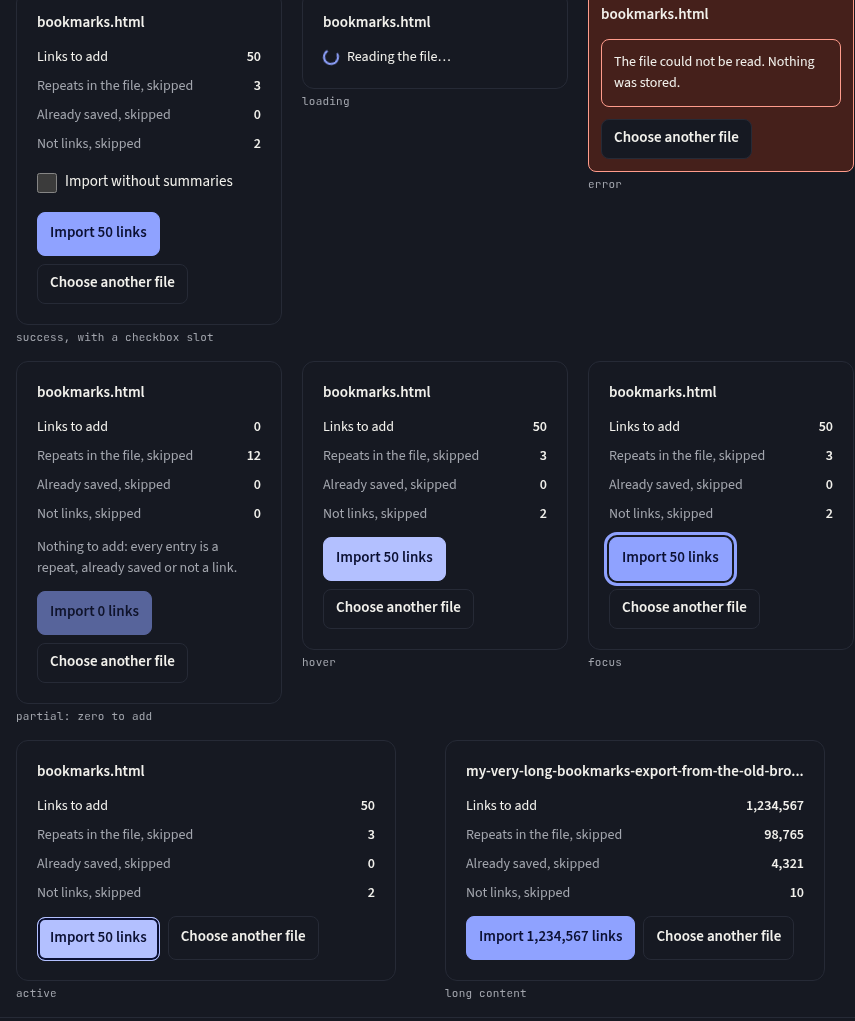 bookmarks.html
Links to add 50
Repeats in the file, skipped 3
Already saved, skipped 0
Not links, skipped 2
Import without summaries
Import 50 links
Choose another file
success, with a checkbox slot
bookmarks.html
Reading the file…
loading
bookmarks.html
The file could not be read. Nothing
was stored.
Choose another file
error
bookmarks.html
Links to add 0
Repeats in the file, skipped 12
Already saved, skipped 0
Not links, skipped 0
Nothing to add: every entry is a
repeat, already saved or not a link.
Import 0 links
Choose another file
partial: zero to add
bookmarks.html
Links to add 50
Repeats in the file, skipped 3
Already saved, skipped 0
Not links, skipped 2
Import 50 links
Choose another file
hover
bookmarks.html
Links to add 50
Repeats in the file, skipped 3
Already saved, skipped 0
Not links, skipped 2
Import 50 links
Choose another file
focus
bookmarks.html
Links to add 50
Repeats in the file, skipped 3
Already saved, skipped 0
Not links, skipped 2
Import 50 links Choose another file
active
my-very-long-bookmarks-export-from-the-old-bro...
Links to add 1,234,567
Repeats in the file, skipped 98,765
Already saved, skipped 4,321
Not links, skipped 10
Import 1,234,567 links Choose another file
long content